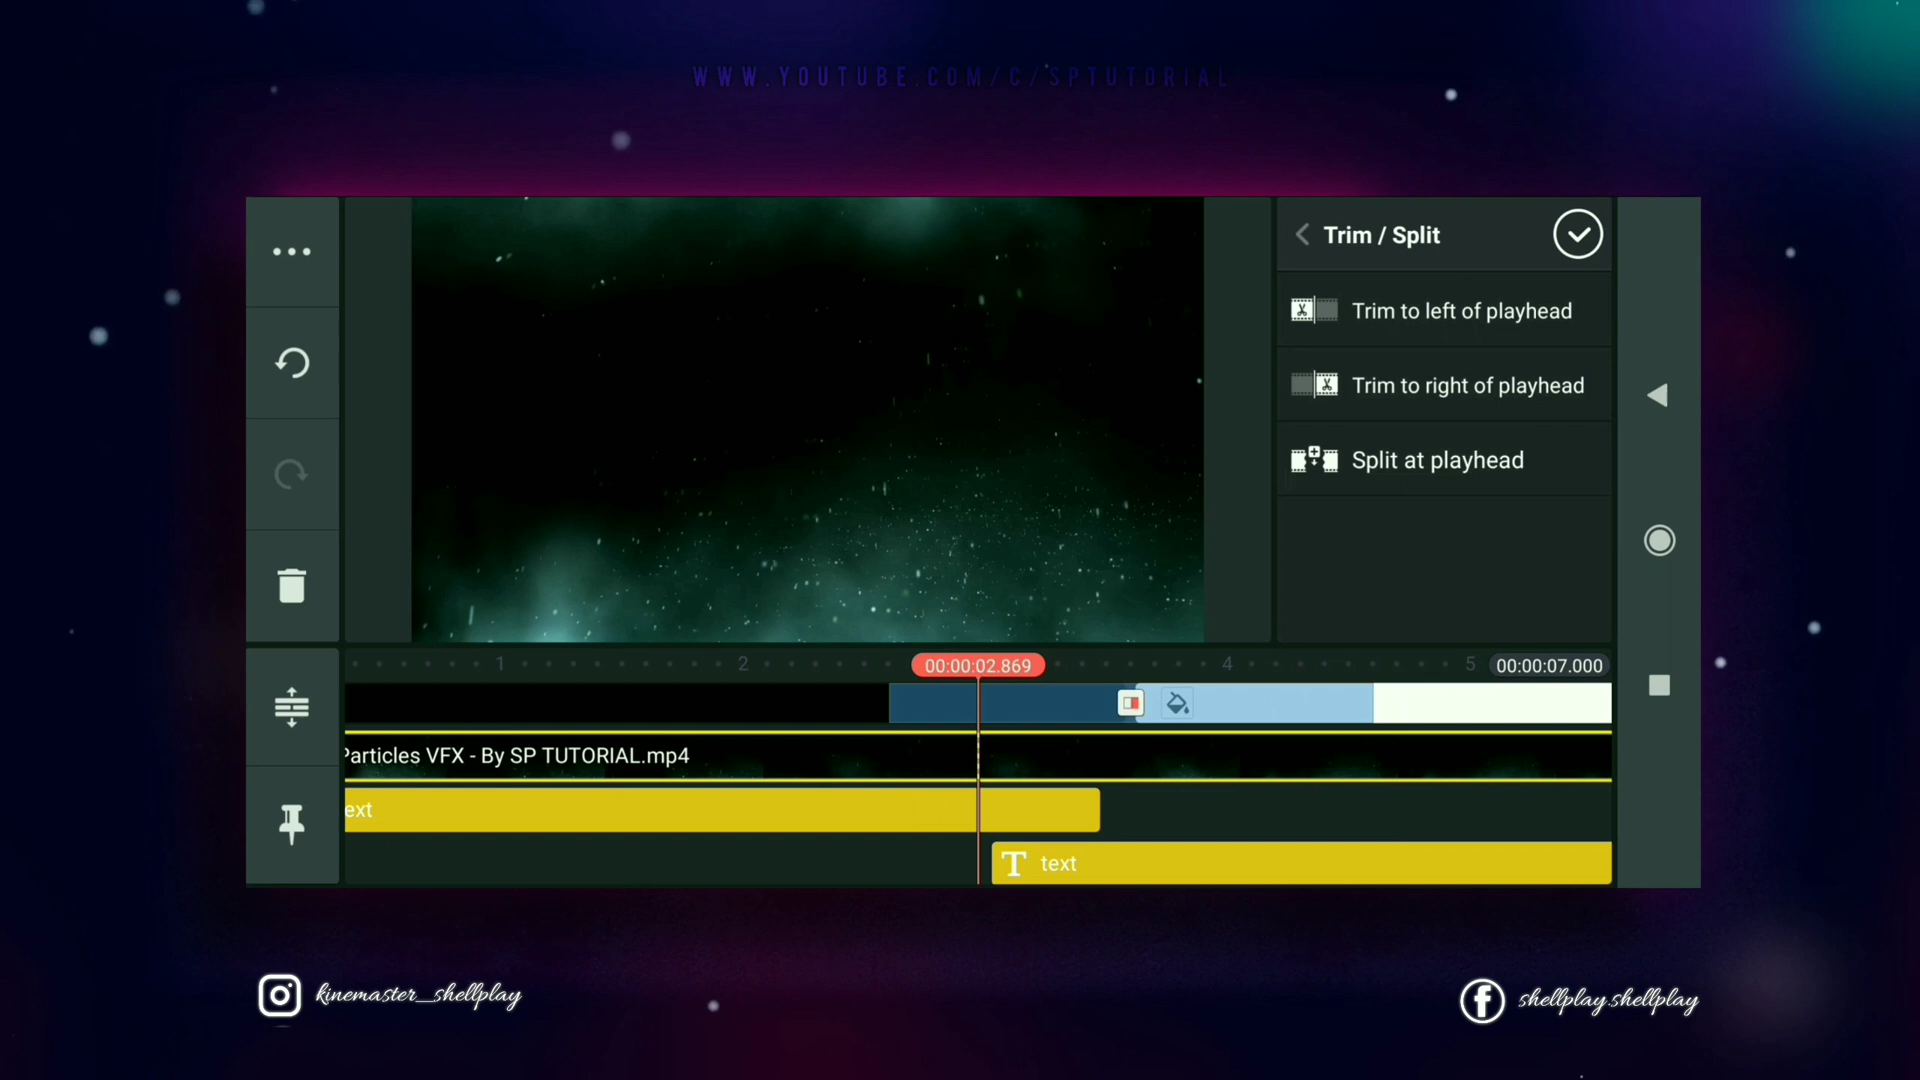 WWW.YOUTUBE.COM/C/SPTUTORIAL
Trim / Split
Trim to left of playhead
Trim to right of playhead
Split at playhead
1
2
00:00:02.869
4
5
00:00:07.000
Particles VFX - By SP TUTORIAL.mp4
ext
T text
kinemaster_shellplay
shellplay.shellplay